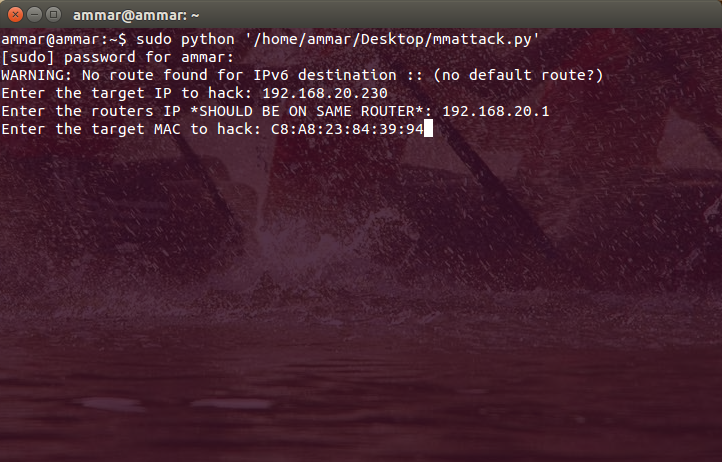 ammar@ammar: ~
ammar@ammar:~$ sudo python '/home/ammar/Desktop/mmattack.py'
[sudo] password for ammar:
WARNING: No route found for IPv6 destination :: (no default route?)
Enter the target IP to hack: 192.168.20.230
Enter the routers IP *SHOULD BE ON SAME ROUTER*: 192.168.20.1
Enter the target MAC to hack: C8:A8:23:84:39:94